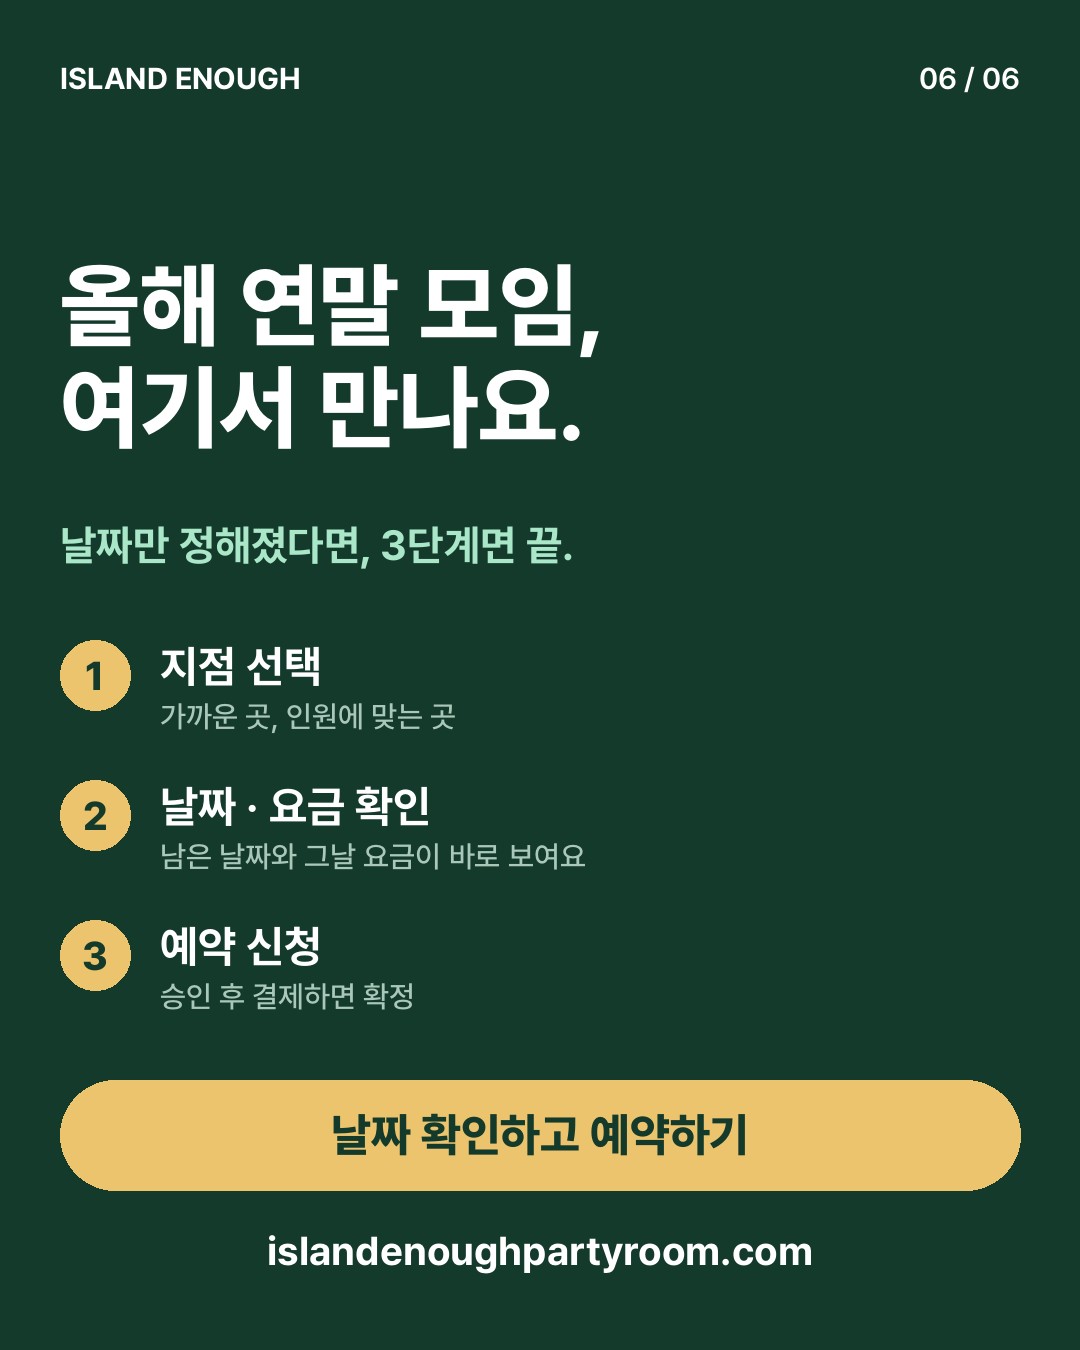 ISLAND ENOUGH
06 / 06
올해 연말 모임,
여기서 만나요.
날짜만 정해졌다면, 3단계면 끝.
1
지점 선택
가까운 곳, 인원에 맞는 곳
2
날짜 · 요금 확인
남은 날짜와 그날 요금이 바로 보여요
3
예약 신청
승인 후 결제하면 확정
날짜 확인하고 예약하기
islandenoughpartyroom.com